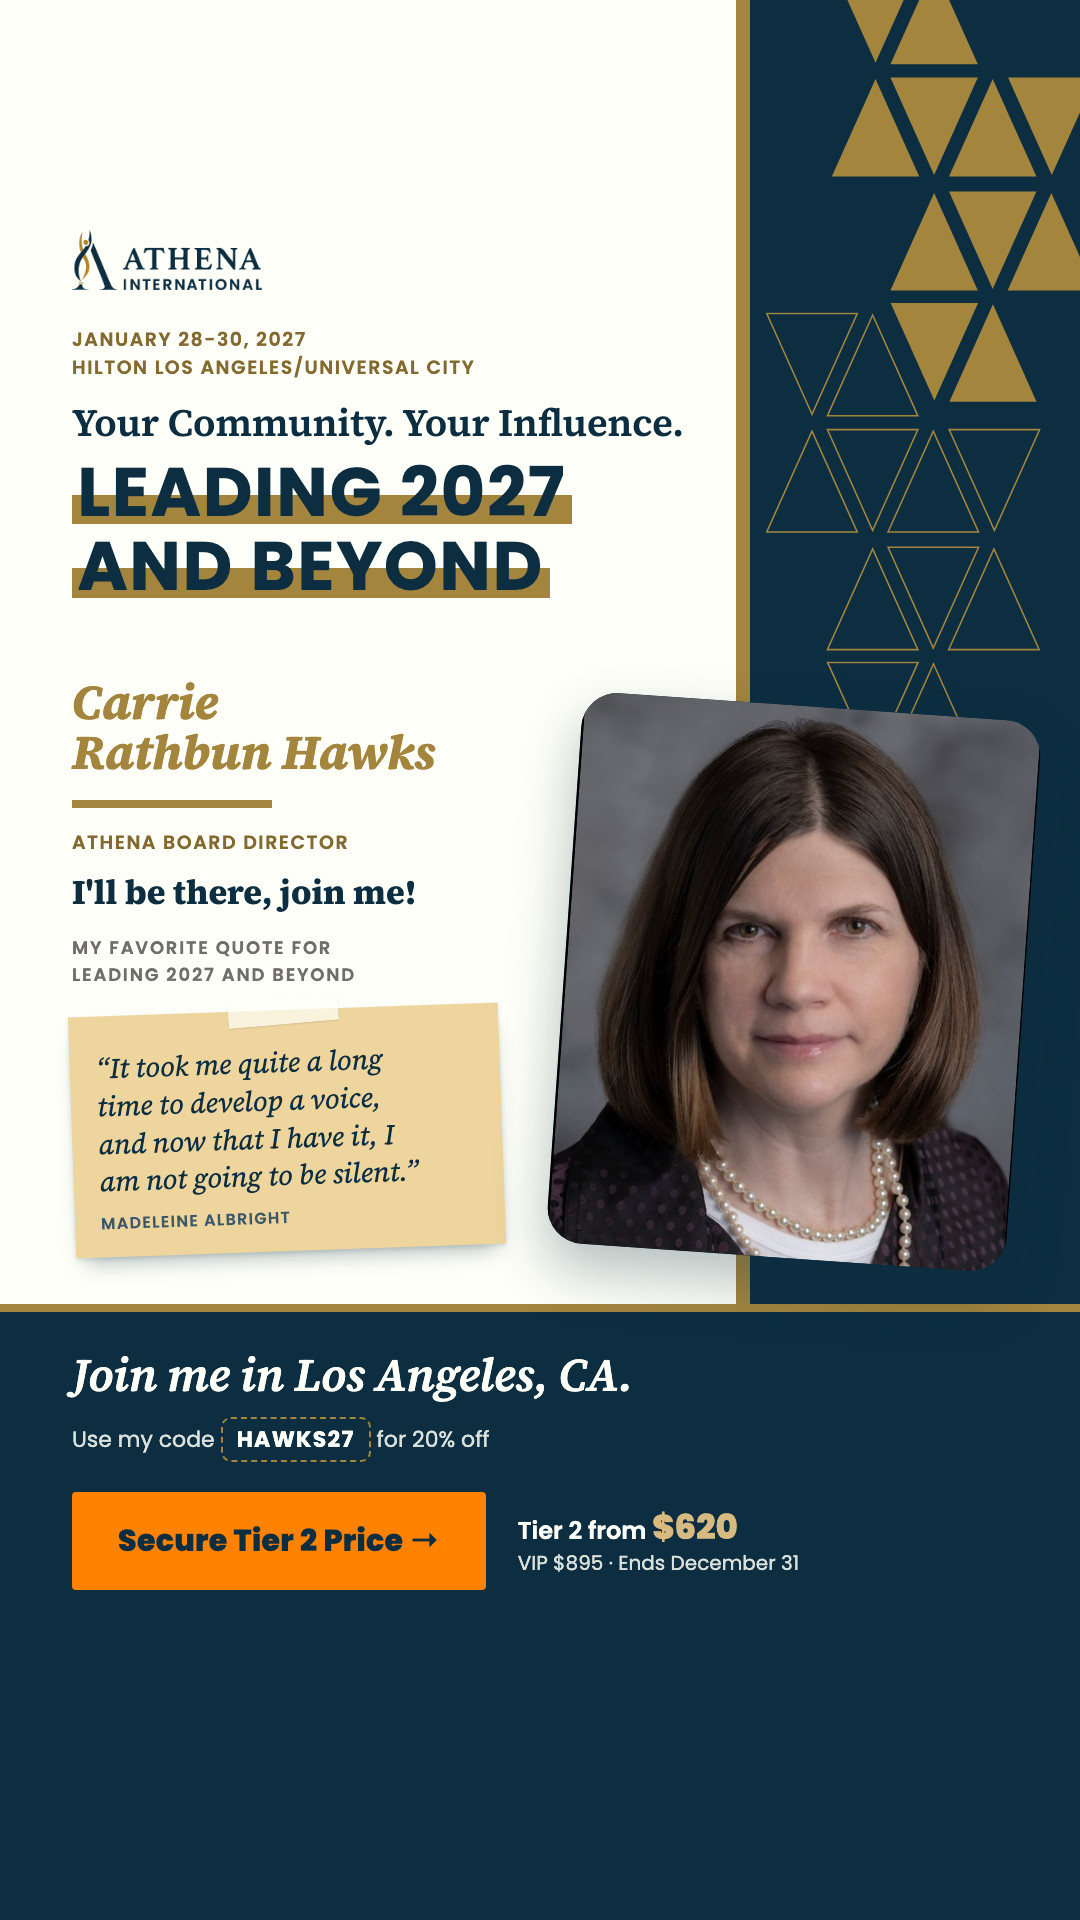 ATHENA
INTERNATIONAL
JANUARY 28-30, 2027
HILTON LOS ANGELES/UNIVERSAL CITY
Your Community. Your Influence.
LEADING 2027
AND BEYOND
Carrie
Rathbun Hawks
ATHENA BOARD DIRECTOR
I'll be there, join me!
MY FAVORITE QUOTE FOR
LEADING 2027 AND BEYOND
“It took me quite a long
time to develop a voice,
and now that I have it, I
am not going to be silent.”
MADELEINE ALBRIGHT
Join me in Los Angeles, CA.
Use my code HAWKS27 for 20% off
Secure Tier 2 Price →
Tier 2 from $620
VIP $895 · Ends December 31